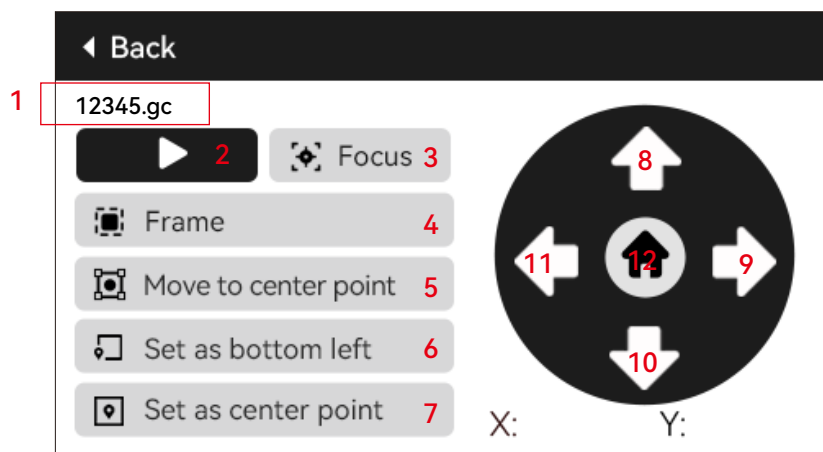 Back
1
12345.gc
2
Focus 3
Frame 4
Move to center point 5
Set as bottom left 6
Set as center point 7
8
11 12 9
10
X: Y: